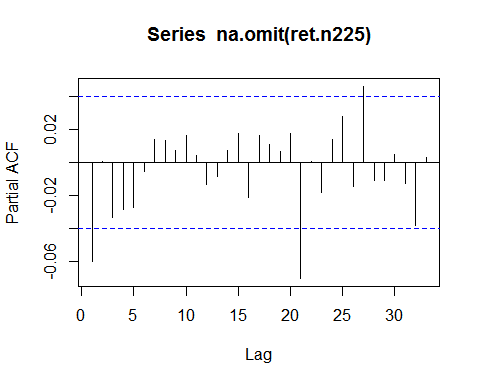 Series na.omit(ret.n225)
Partial ACF
0.02
-0.02
-0.06
0 5 10 15 20 25 30
Lag